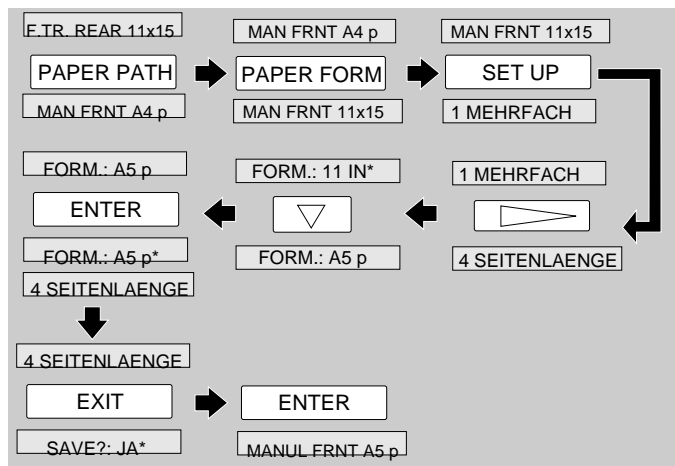 F.TR. REAR 11x15
MAN FRNT A4 p
MAN FRNT 11x15
PAPER PATH
PAPER FORM
SET UP
MAN FRNT A4 p
MAN FRNT 11x15
1 MEHRFACH
FORM.: A5 p
FORM.: 11 IN*
1 MEHRFACH
ENTER
FORM.: A5 p*
FORM.: A5 p
4 SEITENLAENGE
4 SEITENLAENGE
4 SEITENLAENGE
EXIT
ENTER
SAVE?: JA*
MANUL FRNT A5 p